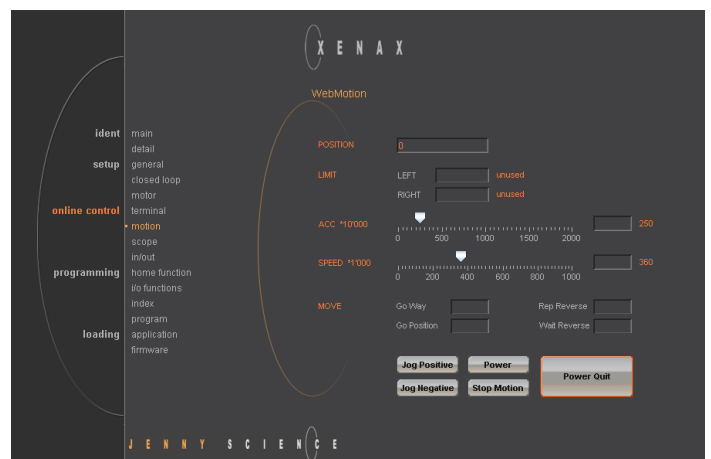 XENAX
WebMotion
ident main
detail
setup general
closed loop
motor
online control terminal
motion
scope
in/out
programming home function
i/o functions
index
program
loading application
firmware
POSITION 0
LIMIT LEFT unused
RIGHT unused
ACC *10'000 250
0 500 1000 1500 2000
SPEED *1'000 360
0 200 400 600 800 1000
MOVE Go Way Rep Reverse
Go Position Wait Reverse
Jog Positive Power Power Quit
Jog Negative Stop Motion
JENNY SCIENCE